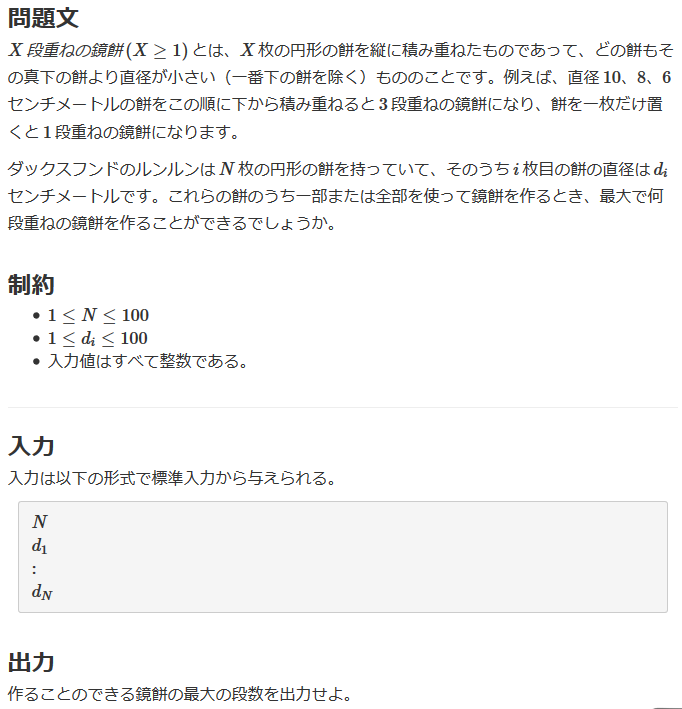 問題文
X 段重ねの鏡餅 (X ≥ 1) とは、X 枚の円形の餅を縦に積み重ねたものであって、どの餅もそ
の真下の餅より直径が小さい（一番下の餅を除く）もののことです。例えば、直径 10、8、6
センチメートルの餅をこの順に下から積み重ねると 3 段重ねの鏡餅になり、餅を一枚だけ置
くと 1 段重ねの鏡餅になります。
ダックスフンドのルンルンは N 枚の円形の餅を持っていて、そのうち i 枚目の餅の直径は dᵢ
センチメートルです。これらの餅のうち一部または全部を使って鏡餅を作るとき、最大で何
段重ねの鏡餅を作ることができるでしょうか。
制約
• 1 ≤ N ≤ 100
• 1 ≤ dᵢ ≤ 100
• 入力値はすべて整数である。
入力
入力は以下の形式で標準入力から与えられる。
N
d₁
:
d_N
出力
作ることのできる鏡餅の最大の段数を出力せよ。